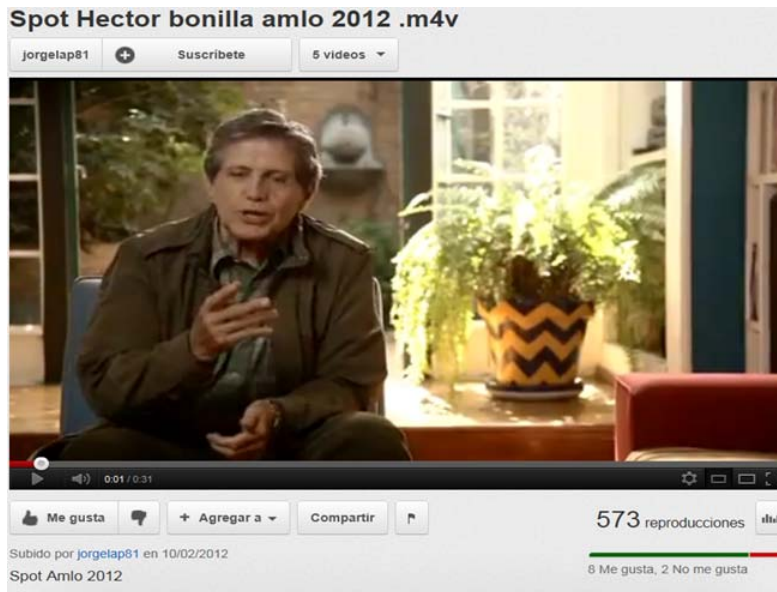 Spot Hector bonilla amlo 2012 .m4v
jorgelap81 Suscríbete 5 videos
0:01 / 0:31
Me gusta + Agregar a Compartir 573 reproducciones
Subido por jorgelap81 en 10/02/2012
8 Me gusta, 2 No me gusta
Spot Amlo 2012